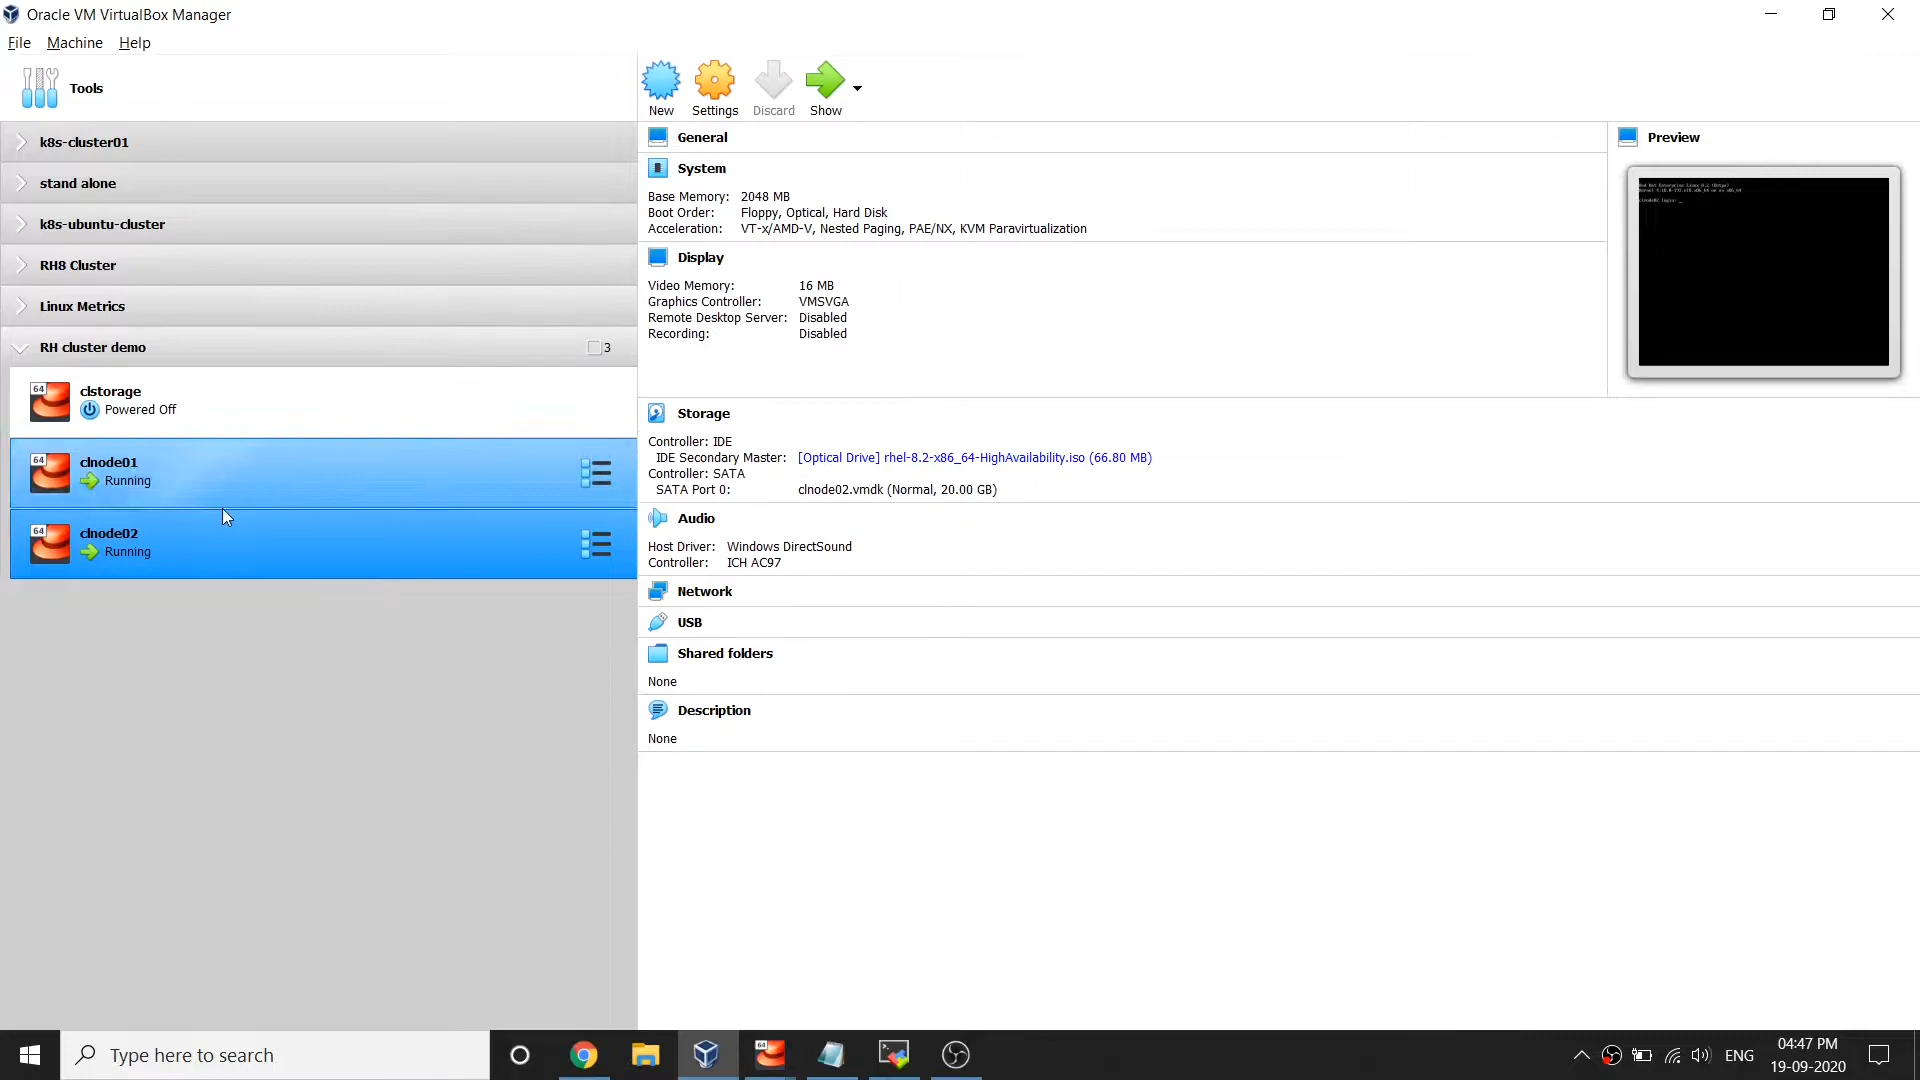 Oracle VM VirtualBox Manager
File Machine Help
Tools
New Settings Discard Show
k8s-cluster01
stand alone
k8s-ubuntu-cluster
RH8 Cluster
Linux Metrics
RH cluster demo 3
64
clstorage
Powered Off
64
clnode01
Running
64
clnode02
Running
General
System
Base Memory: 2048 MB
Boot Order: Floppy, Optical, Hard Disk
Acceleration: VT-x/AMD-V, Nested Paging, PAE/NX, KVM Paravirtualization
Display
Video Memory: 16 MB
Graphics Controller: VMSVGA
Remote Desktop Server: Disabled
Recording: Disabled
Preview
Storage
Controller: IDE
IDE Secondary Master: [Optical Drive] rhel-8.2-x86_64-HighAvailability.iso (66.80 MB)
Controller: SATA
SATA Port 0: clnode02.vmdk (Normal, 20.00 GB)
Audio
Host Driver: Windows DirectSound
Controller: ICH AC97
Network
USB
Shared folders
None
Description
None
Type here to search
64
ENG
04:47 PM
19-09-2020